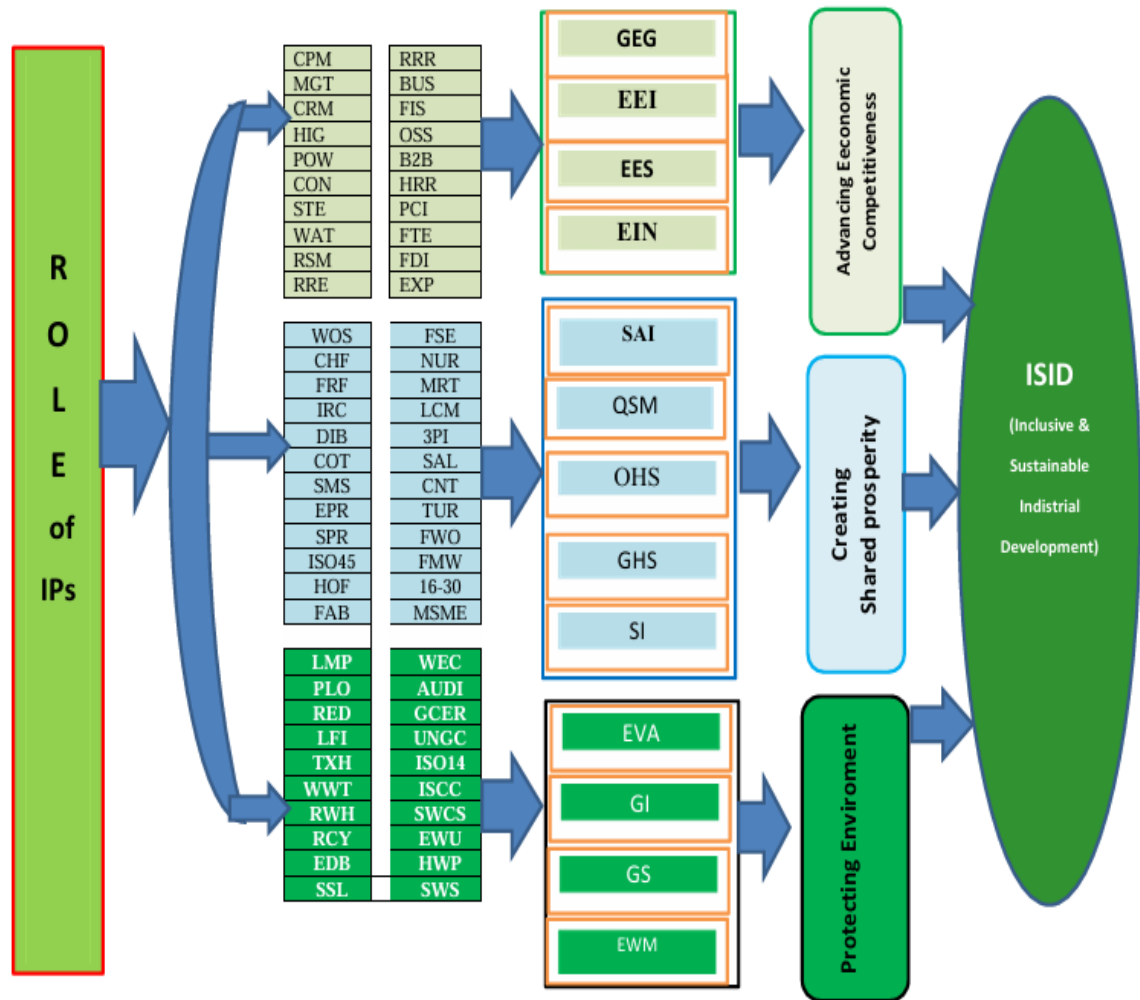 R
O
L
E
of
IPs
CPM
MGT
CRM
HIG
POW
CON
STE
WAT
RSM
RRE
RRR
BUS
FIS
OSS
B2B
HRR
PCI
FTE
FDI
EXP
GEG
EEI
EES
EIN
Advancing Eeconomic
Competitiveness
WOS
CHF
FRF
IRC
DIB
COT
SMS
EPR
SPR
ISO45
HOF
FAB
FSE
NUR
MRT
LCM
3PI
SAL
CNT
TUR
FWO
FMW
16-30
MSME
SAI
QSM
OHS
GHS
SI
Creating
Shared prosperity
LMP
PLO
RED
LFI
TXH
WWT
RWH
RCY
EDB
SSL
WEC
AUDI
GCER
UNGC
ISO14
ISCC
SWCS
EWU
HWP
SWS
EVA
GI
GS
EWM
Protecting Enviroment
ISID
(Inclusive &
Sustainable
Indistrial
Development)